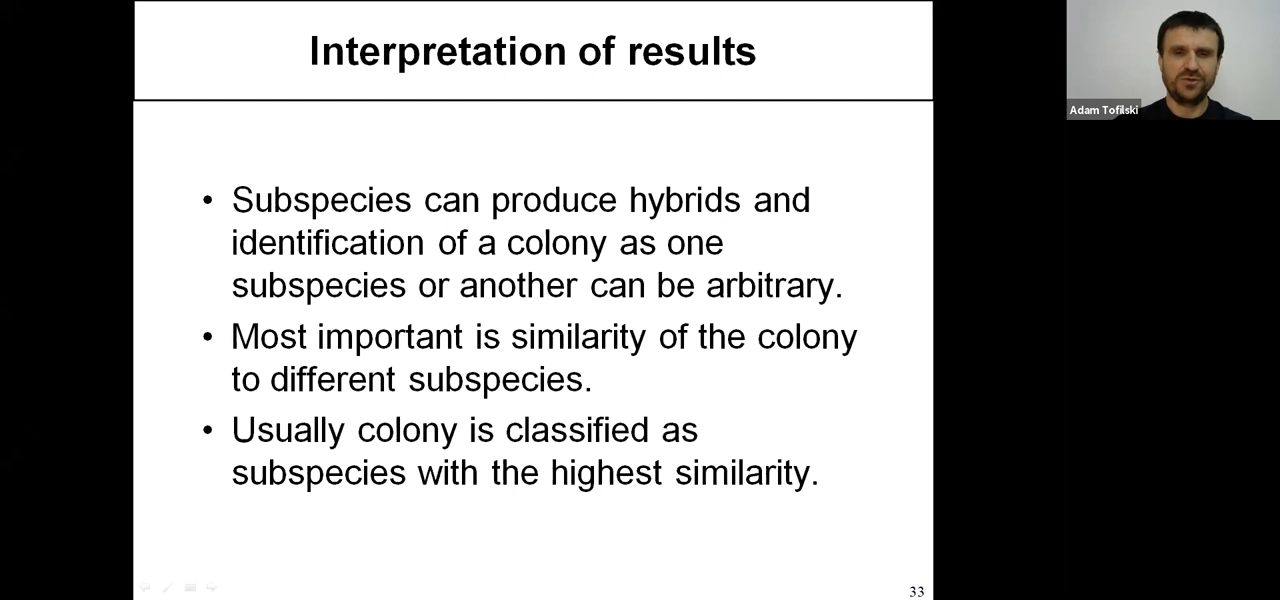 Interpretation of results
Adam Tofilski
• Subspecies can produce hybrids and
identification of a colony as one
subspecies or another can be arbitrary.
• Most important is similarity of the colony
to different subspecies.
• Usually colony is classified as
subspecies with the highest similarity.
33